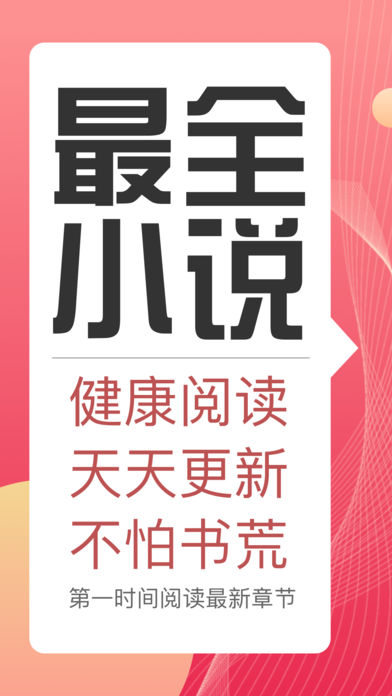 最全
小说
健康阅读
天天更新
不怕书荒
第一时间阅读最新章节